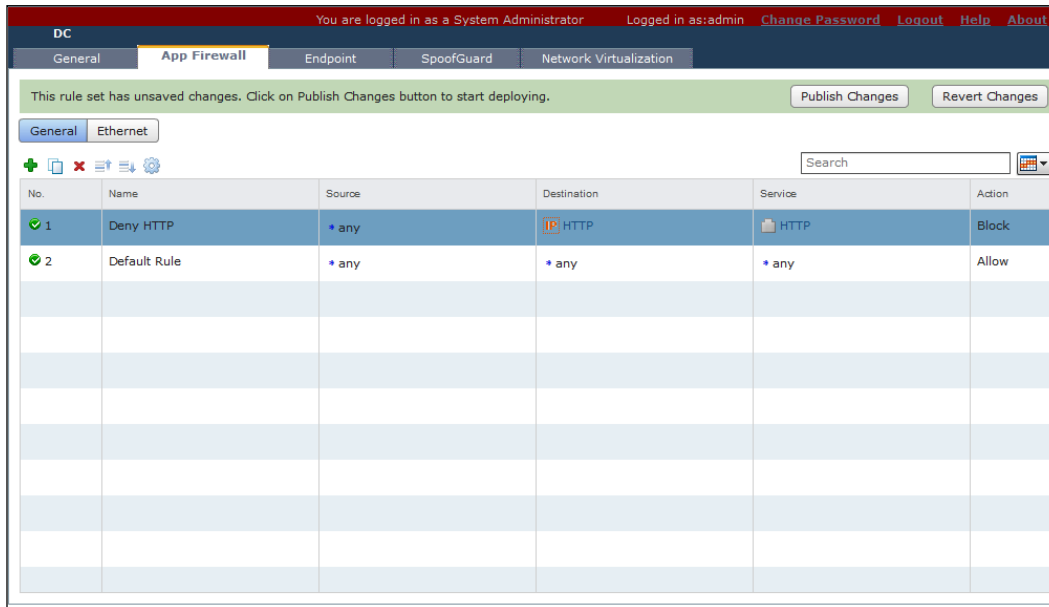 You are logged in as a System Administrator Logged in as:admin Change Password Logout Help About
DC
General App Firewall Endpoint SpoofGuard Network Virtualization
This rule set has unsaved changes. Click on Publish Changes button to start deploying. Publish Changes Revert Changes
General Ethernet
Search
No. Name Source Destination Service Action
1 Deny HTTP * any IP HTTP HTTP Block
2 Default Rule * any * any * any Allow